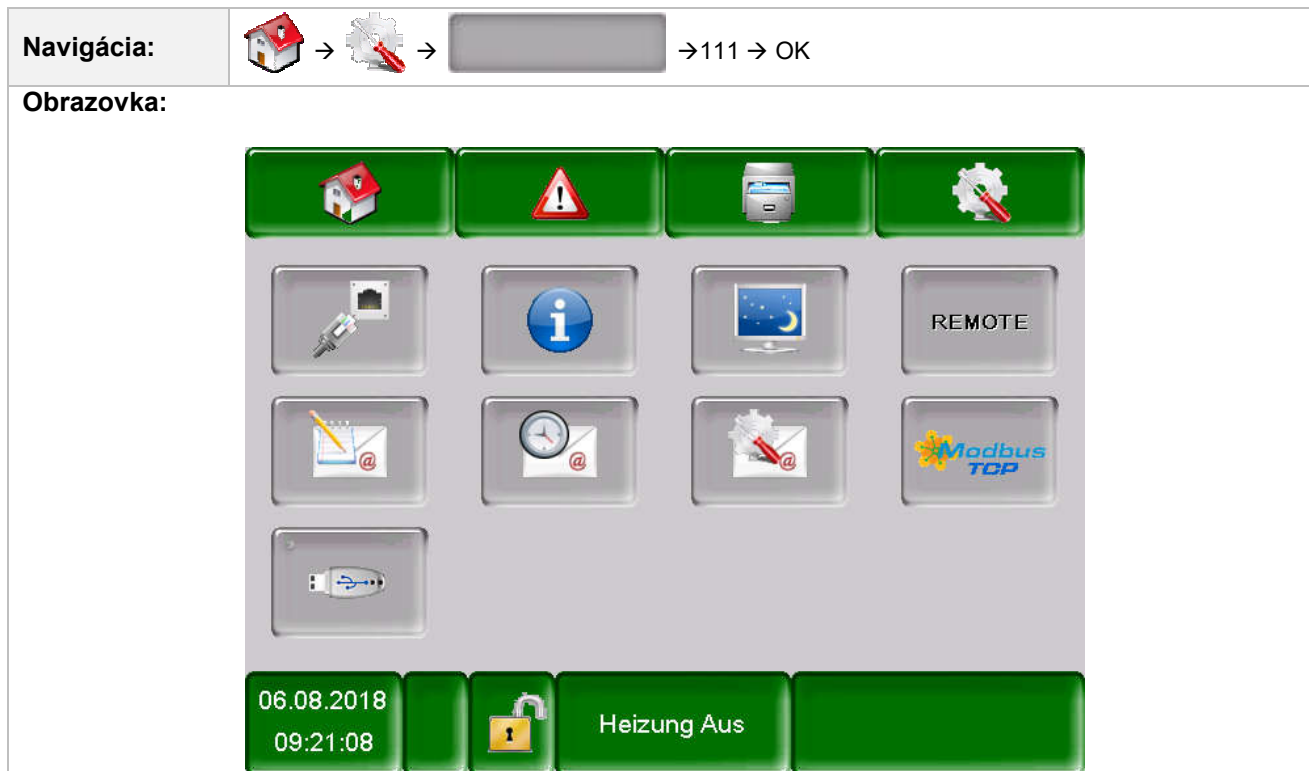 Navigácia: → → →111 → OK
Obrazovka:
REMOTE
@ @ @ Modbus
TCP
06.08.2018
09:21:08
Heizung Aus